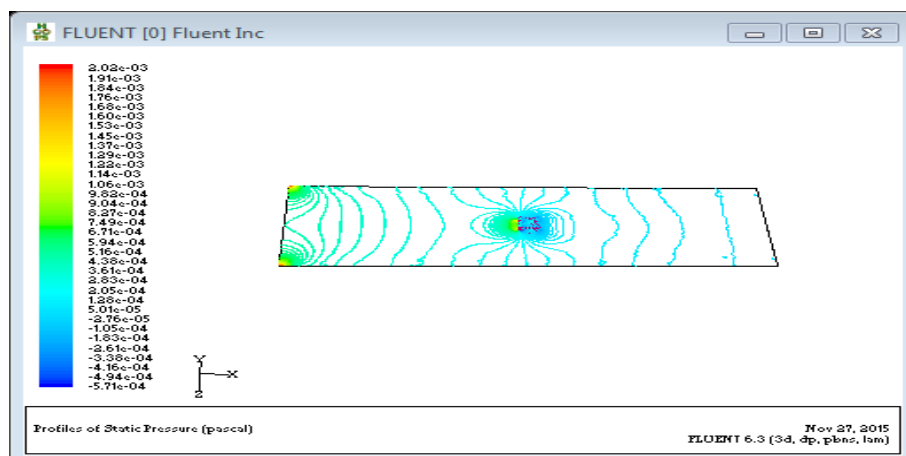 FLUENT [0] Fluent Inc
2.02e-03
1.91e-03
1.84e-03
1.76e-03
1.68e-03
1.60e-03
1.53e-03
1.45e-03
1.37e-03
1.29e-03
1.22e-03
1.14e-03
1.06e-03
9.82e-04
9.04e-04
8.27e-04
7.49e-04
6.71e-04
5.94e-04
5.16e-04
4.38e-04
3.61e-04
2.83e-04
2.05e-04
1.28e-04
5.01e-05
-2.76e-05
-1.05e-04
-1.83e-04
-2.61e-04
-3.38e-04
-4.16e-04
-4.94e-04
-5.71e-04
Y
X
Z
Profiles of Static Pressure (pascal)
Nov 27, 2015
FLUENT 6.3 (3d, dp, pbns, lam)